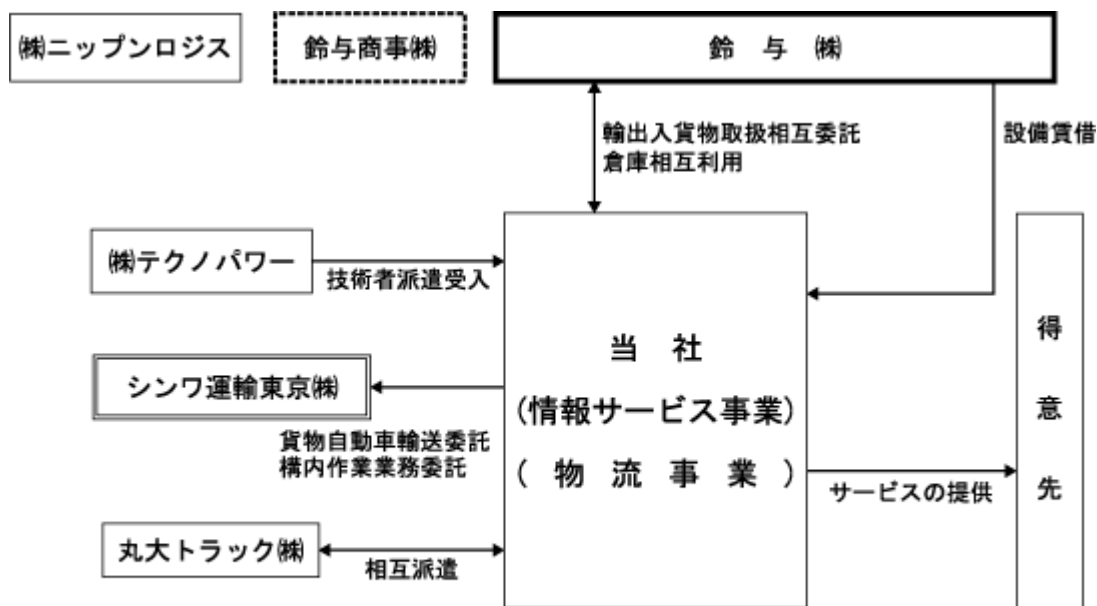 ㈱ニップンロジス
鈴与商事㈱
鈴与㈱
輸出入貨物取扱相互委託
倉庫相互利用
設備賃借
㈱テクノパワー
技術者派遣受入
シンワ運輸東京㈱
貨物自動車輸送委託
構内作業業務委託
丸大トラック㈱
相互派遣
当社
(情報サービス事業)
(物流事業)
サービスの提供
得意先